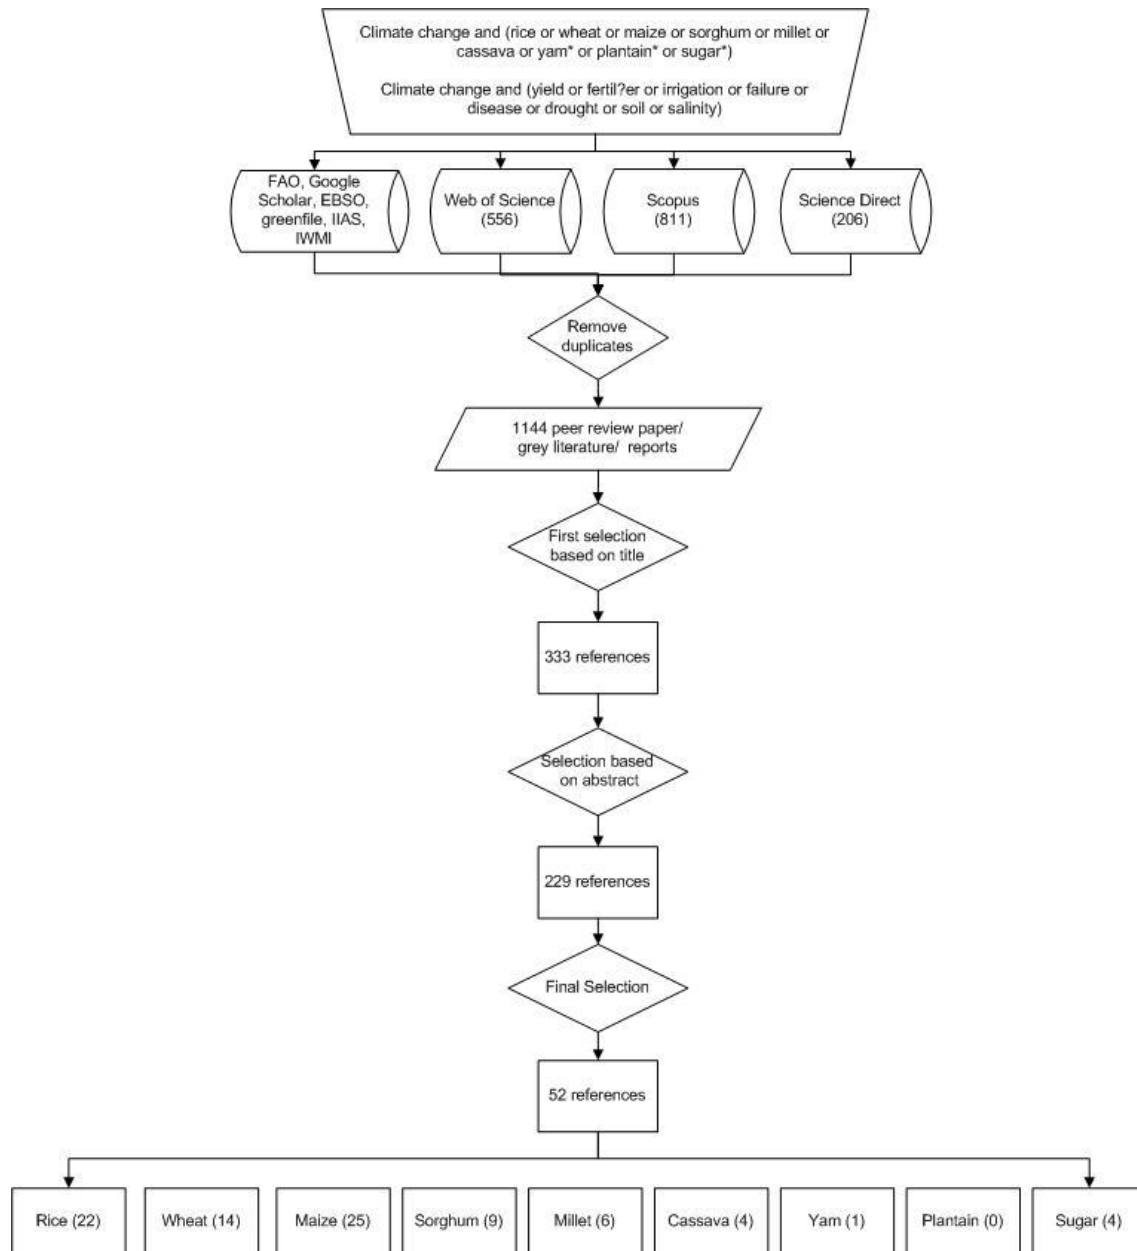 Climate change and (rice or wheat or maize or sorghum or millet or
cassava or yam* or plantain* or sugar*)
Climate change and (yield or fertil?er or irrigation or failure or
disease or drought or soil or salinity)
FAO, Google
Scholar, EBSO,
greenfile, IIAS,
IWMI
Web of Science
(556)
Scopus
(811)
Science Direct
(206)
Remove
duplicates
1144 peer review paper/
grey literature/ reports
First selection
based on title
333 references
Selection based
on abstract
229 references
Final Selection
52 references
Rice (22)
Wheat (14)
Maize (25)
Sorghum (9)
Millet (6)
Cassava (4)
Yam (1)
Plantain (0)
Sugar (4)